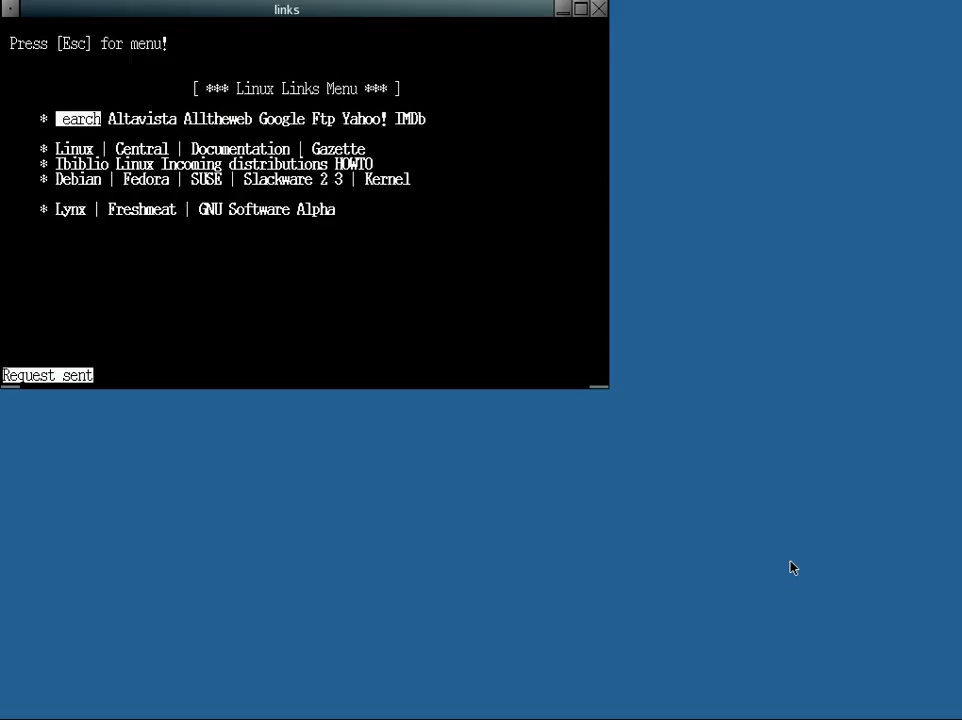 links
Press [Esc] for menu!
[ *** Linux Links Menu *** ]
* earch Altavista Alltheweb Google Ftp Yahoo! IMDb
* Linux | Central | Documentation | Gazette
* Ibiblio Linux Incoming distributions HOWTO
* Debian | Fedora | SUSE | Slackware 2 3 | Kernel
* Lynx | Freshmeat | GNU Software Alpha
Request sent